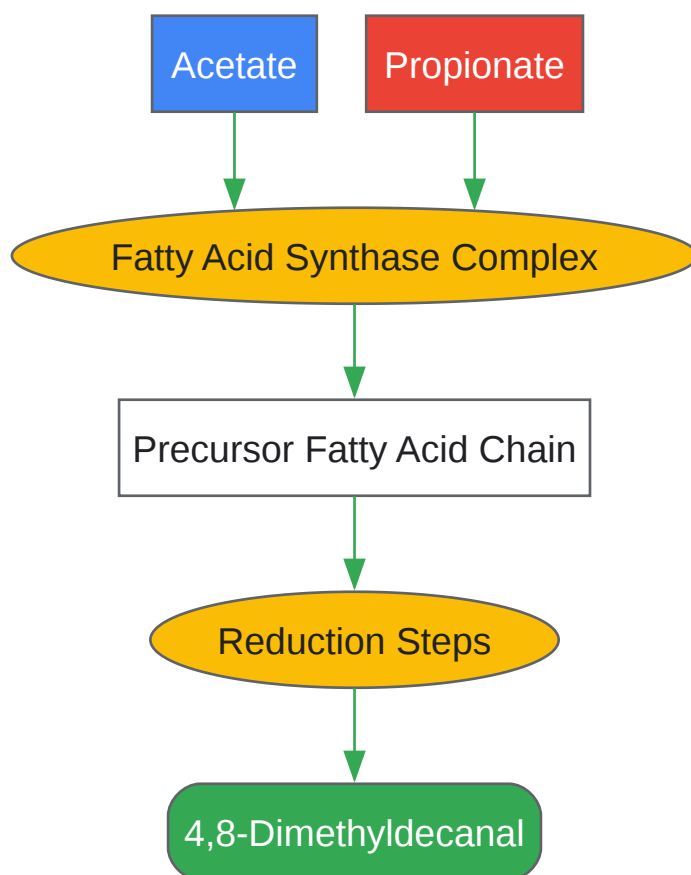 Acetate
Propionate
Fatty Acid Synthase Complex
Precursor Fatty Acid Chain
Reduction Steps
4,8-Dimethyldecanal